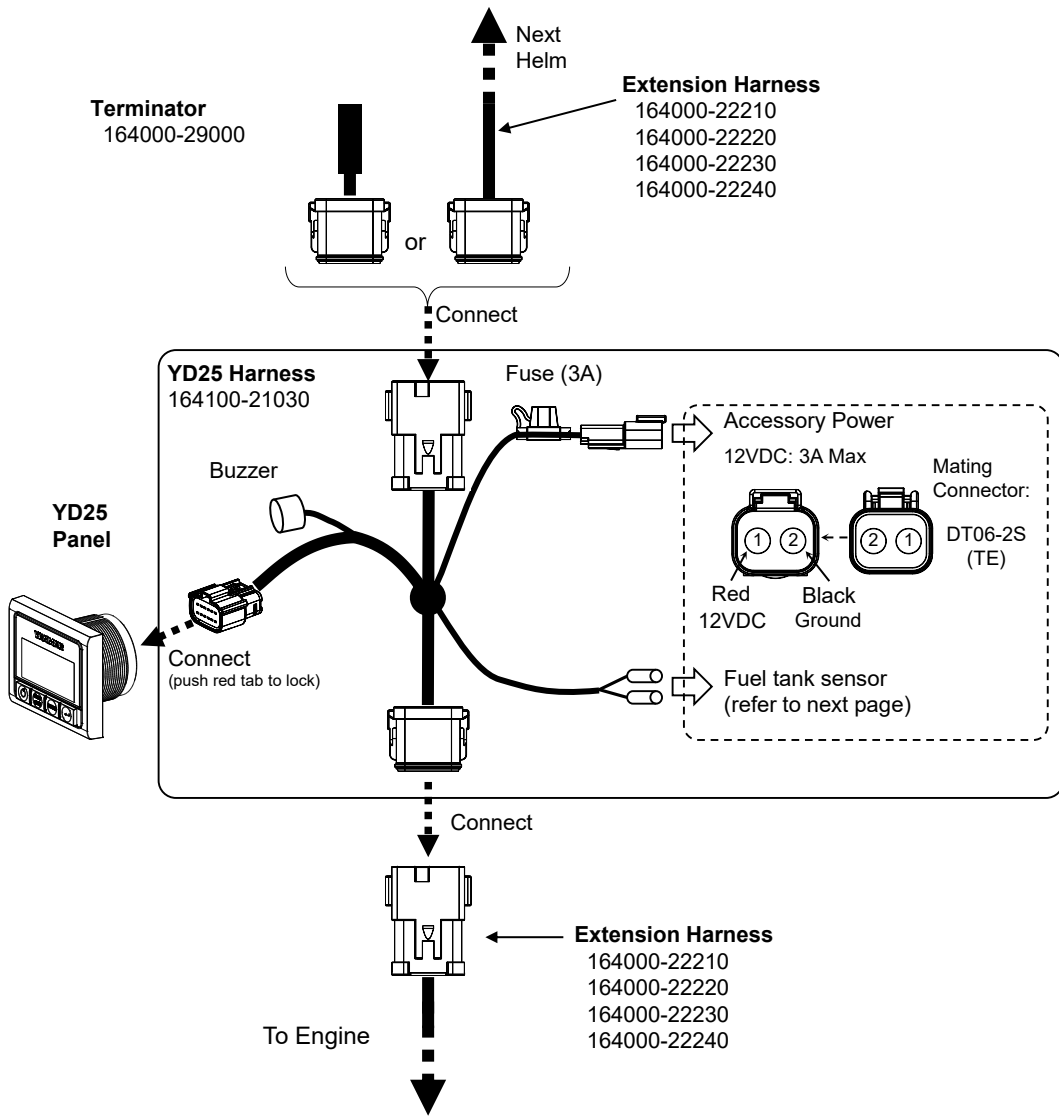 Next
Helm
Terminator
164000-29000
Extension Harness
164000-22210
164000-22220
164000-22230
164000-22240
or
Connect
YD25 Harness
164100-21030
Fuse (3A)
Accessory Power
12VDC: 3A Max
Mating
Connector:
DT06-2S
(TE)
1
2
2
1
Red
12VDC
Black
Ground
Buzzer
YD25
Panel
YANMAR
Connect
(push red tab to lock)
Fuel tank sensor
(refer to next page)
Connect
Extension Harness
164000-22210
164000-22220
164000-22230
164000-22240
To Engine